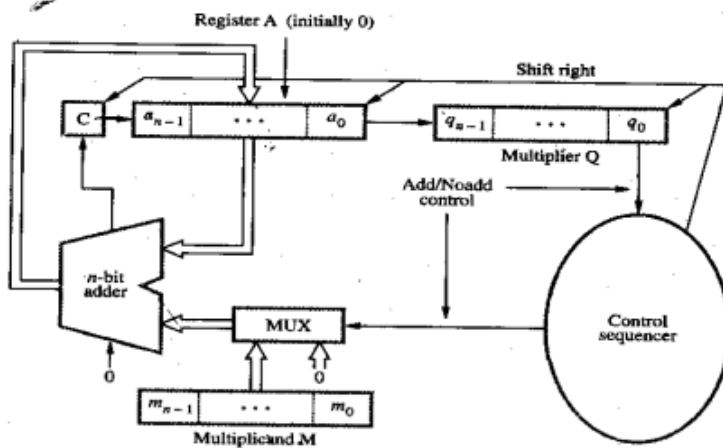 Register A (initially 0)
Shift right
C
a_{n-1} ... a_0
q_{n-1} ... q_0
Multiplier Q
Add/Noadd
control
n-bit
adder
MUX
Control
sequencer
0
0
m_{n-1} ... m_0
Multiplicand M